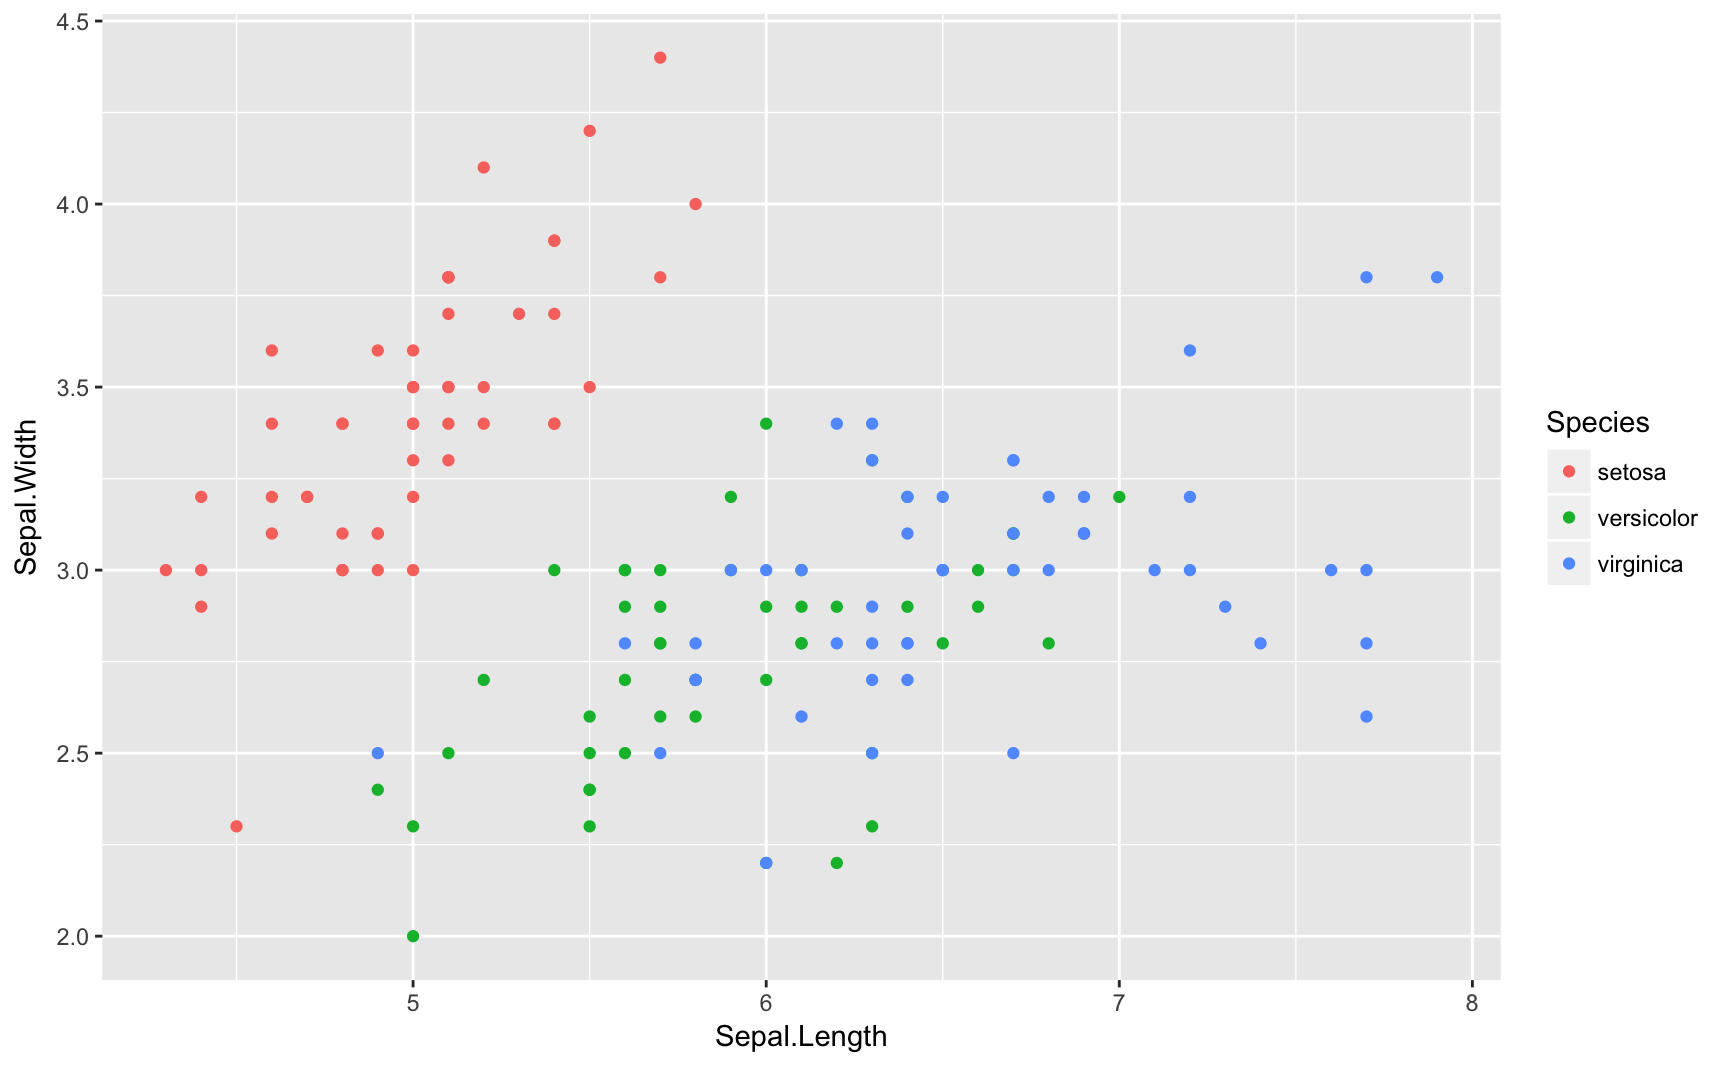 4.5
4.0
3.5
3.0
2.5
2.0
Sepal.Width
5 6 7 8
Sepal.Length
Species
setosa
versicolor
virginica